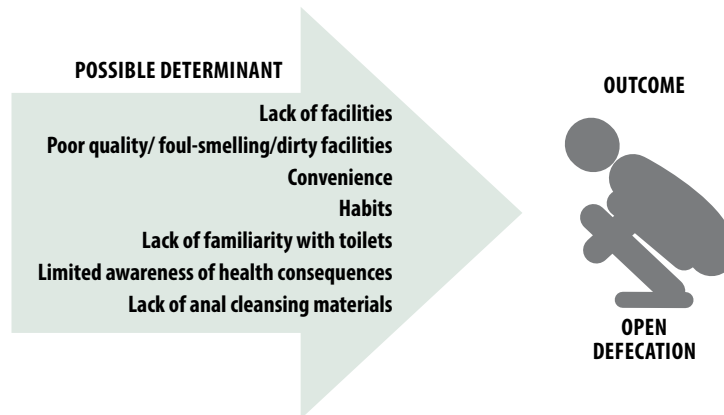 POSSIBLE DETERMINANT
Lack of facilities
Poor quality/ foul-smelling/dirty facilities
Convenience
Habits
Lack of familiarity with toilets
Limited awareness of health consequences
Lack of anal cleansing materials
OUTCOME
OPEN
DEFECATION